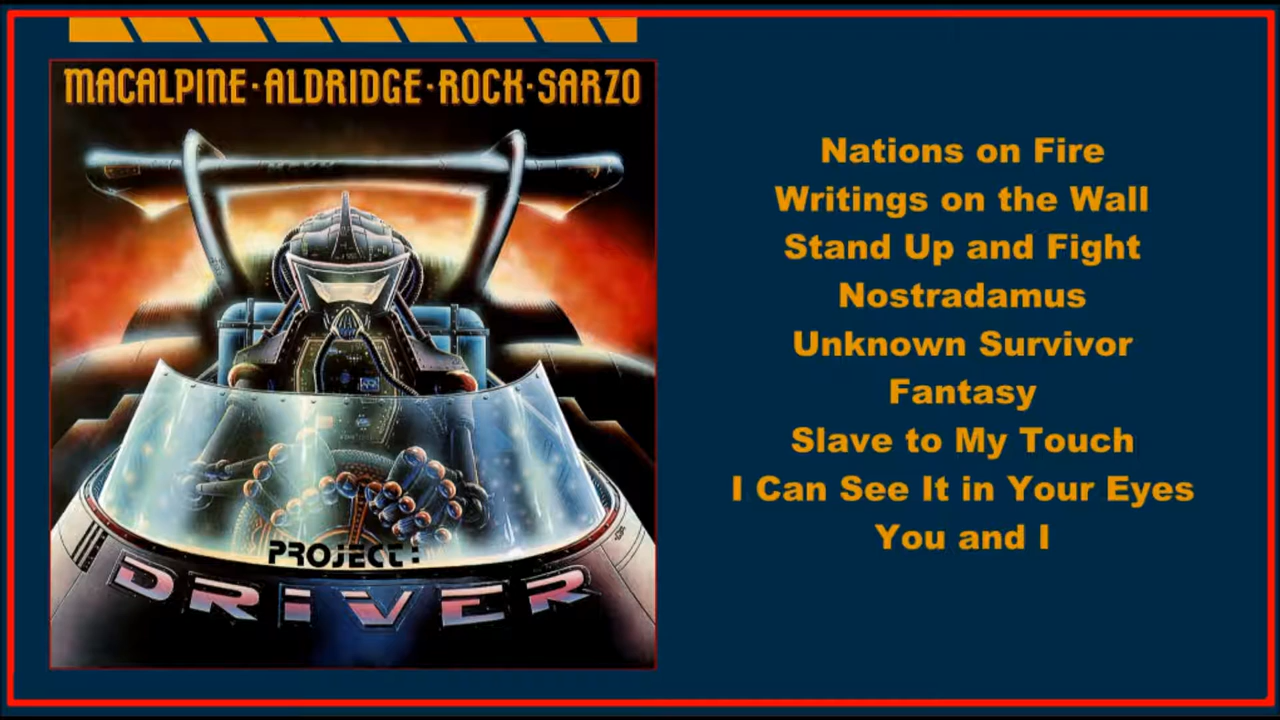 MACALPINE·ALDRIDGE·ROCK·SARZO
PROJECT:
DRIVER
Nations on Fire
Writings on the Wall
Stand Up and Fight
Nostradamus
Unknown Survivor
Fantasy
Slave to My Touch
I Can See It in Your Eyes
You and I